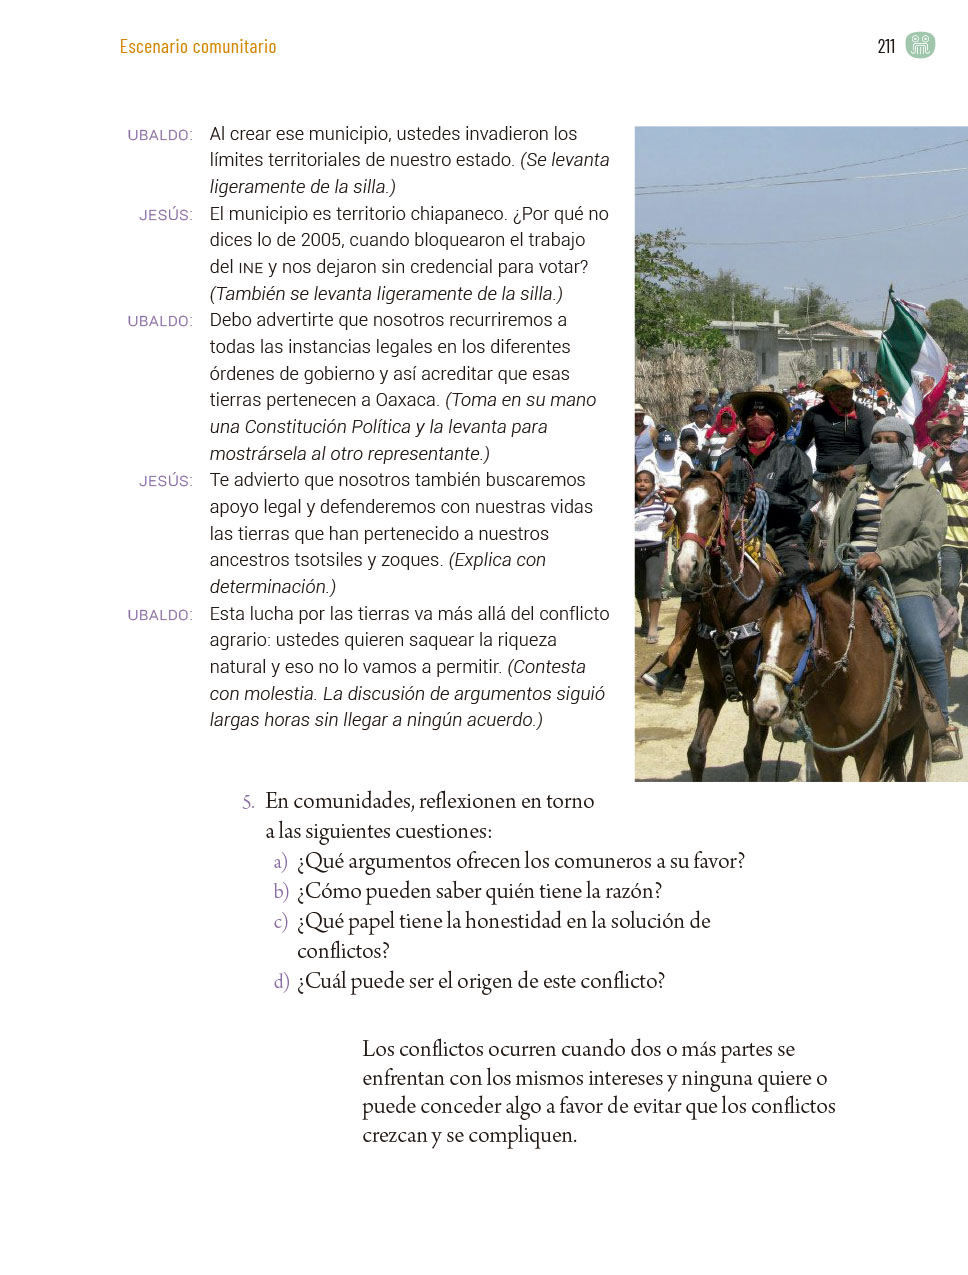 Escenario comunitario
211
UBALDO: Al crear ese municipio, ustedes invadieron los
límites territoriales de nuestro estado. (Se levanta
ligeramente de la silla.)
JESÚS: El municipio es territorio chiapaneco. ¿Por qué no
dices lo de 2005, cuando bloquearon el trabajo
del INE y nos dejaron sin credencial para votar?
(También se levanta ligeramente de la silla.)
UBALDO: Debo advertirte que nosotros recurriremos a
todas las instancias legales en los diferentes
órdenes de gobierno y así acreditar que esas
tierras pertenecen a Oaxaca. (Toma en su mano
una Constitución Política y la levanta para
mostrársela al otro representante.)
JESÚS: Te advierto que nosotros también buscaremos
apoyo legal y defenderemos con nuestras vidas
las tierras que han pertenecido a nuestros
ancestros tsotsiles y zoques. (Explica con
determinación.)
UBALDO: Esta lucha por las tierras va más allá del conflicto
agrario: ustedes quieren saquear la riqueza
natural y eso no lo vamos a permitir. (Contesta
con molestia. La discusión de argumentos siguió
largas horas sin llegar a ningún acuerdo.)
5. En comunidades, reflexionen en torno
a las siguientes cuestiones:
a) ¿Qué argumentos ofrecen los comuneros a su favor?
b) ¿Cómo pueden saber quién tiene la razón?
c) ¿Qué papel tiene la honestidad en la solución de
conflictos?
d) ¿Cuál puede ser el origen de este conflicto?
Los conflictos ocurren cuando dos o más partes se
enfrentan con los mismos intereses y ninguna quiere o
puede conceder algo a favor de evitar que los conflictos
crezcan y se compliquen.